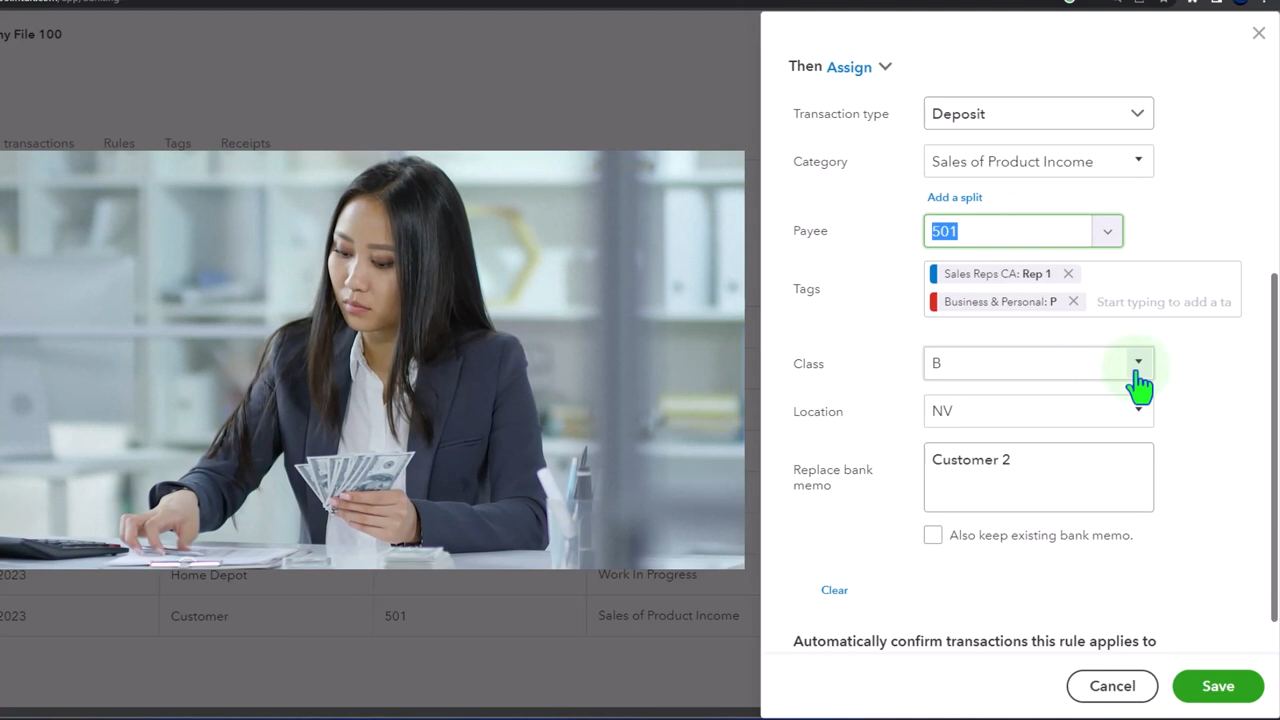 ny File 100
transactions Rules Tags Receipts
2023 Home Depot Work In Progress
2023 Customer 501 Sales of Product Income
Then Assign
Transaction type Deposit
Category Sales of Product Income
Add a split
Payee 501
Tags
Sales Reps CA: Rep 1
Business & Personal: P Start typing to add a ta
Class B
Location NV
Replace bank
memo
Customer 2
Also keep existing bank memo.
Clear
Automatically confirm transactions this rule applies to
Cancel Save